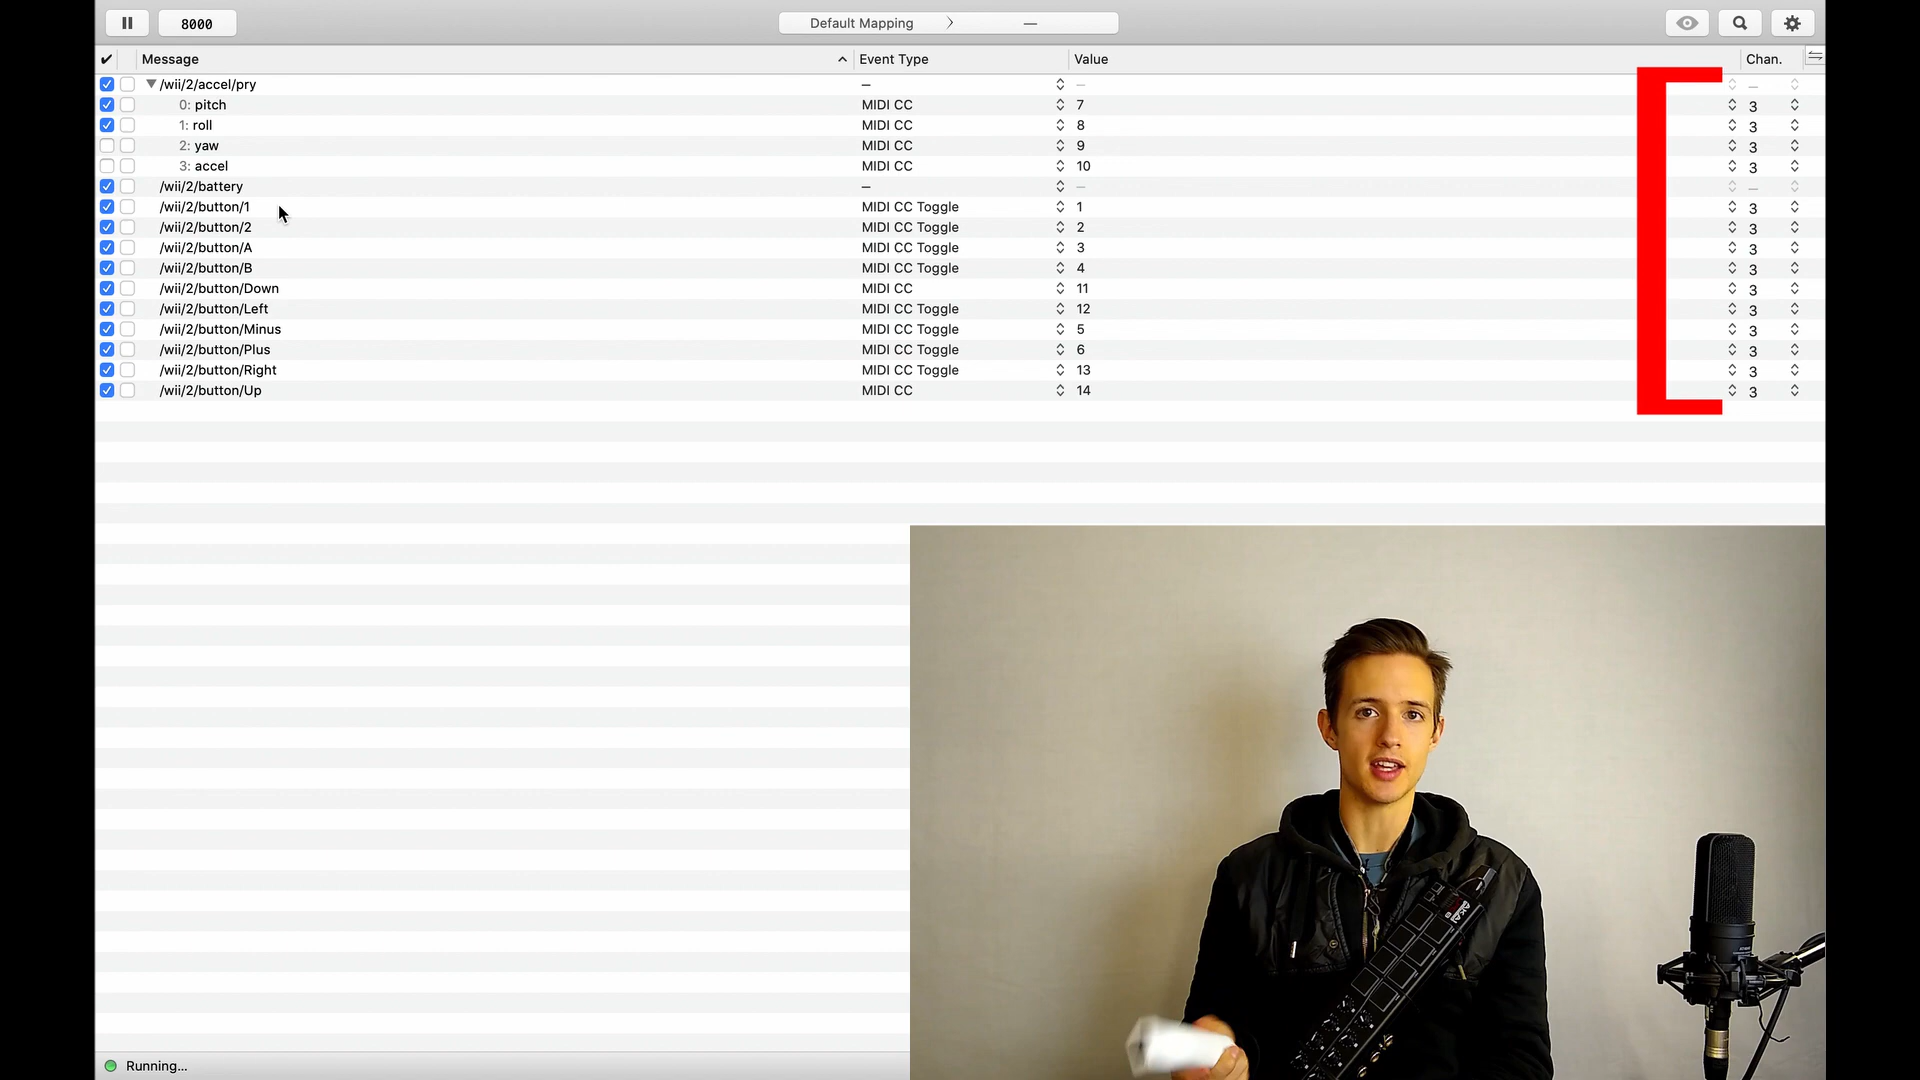 8000 Default Mapping —
✔ Message Event Type Value Chan.
/wii/2/accel/pry – – –
0: pitch MIDI CC 7 3
1: roll MIDI CC 8 3
2: yaw MIDI CC 9 3
3: accel MIDI CC 10 3
/wii/2/battery – – –
/wii/2/button/1 MIDI CC Toggle 1 3
/wii/2/button/2 MIDI CC Toggle 2 3
/wii/2/button/A MIDI CC Toggle 3 3
/wii/2/button/B MIDI CC Toggle 4 3
/wii/2/button/Down MIDI CC 11 3
/wii/2/button/Left MIDI CC Toggle 12 3
/wii/2/button/Minus MIDI CC Toggle 5 3
/wii/2/button/Plus MIDI CC Toggle 6 3
/wii/2/button/Right MIDI CC Toggle 13 3
/wii/2/button/Up MIDI CC 14 3
AKAI
Running...